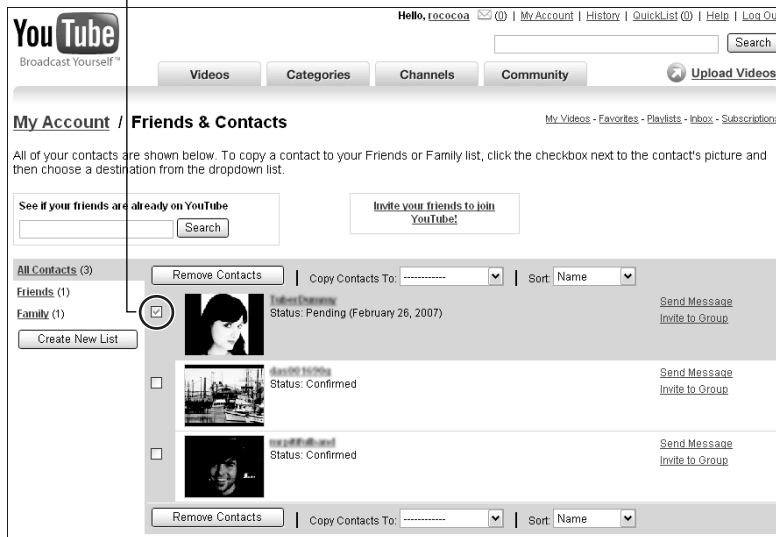 Hello, rococoa (0) | My Account | History | QuickList (0) | Help | Log Ou
YouTube
Broadcast Yourself™
Search
Videos Categories Channels Community Upload Videos
My Account / Friends & Contacts
My Videos - Favorites - Playlists - Inbox - Subscriptions
All of your contacts are shown below. To copy a contact to your Friends or Family list, click the checkbox next to the contact's picture and
then choose a destination from the dropdown list.
See if your friends are already on YouTube
Search
Invite your friends to join
YouTube!
All Contacts (3)
Friends (1)
Family (1)
Create New List
Remove Contacts | Copy Contacts To: ------------ | Sort: Name
Status: Pending (February 26, 2007)
Send Message
Invite to Group
Status: Confirmed
Send Message
Invite to Group
Status: Confirmed
Send Message
Invite to Group
Remove Contacts | Copy Contacts To: ------------ | Sort: Name